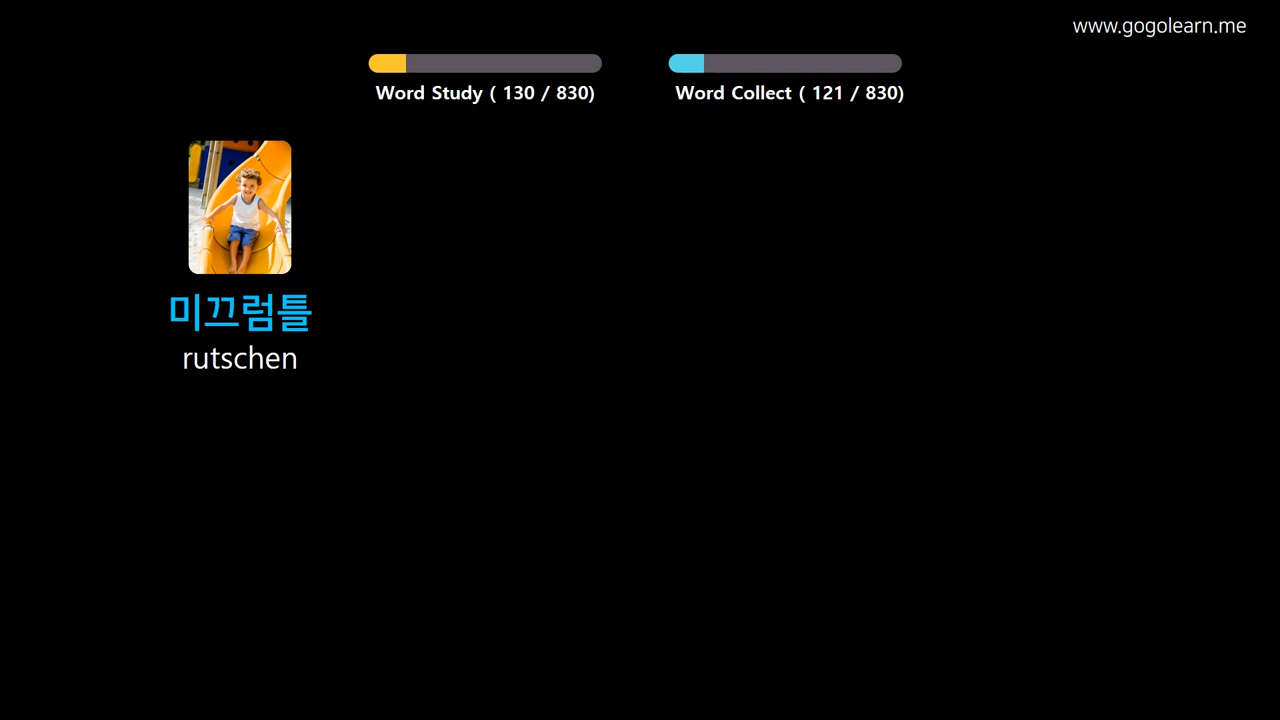 www.gogolearn.me
Word Study ( 130 / 830)
Word Collect ( 121 / 830)
미끄럼틀
rutschen